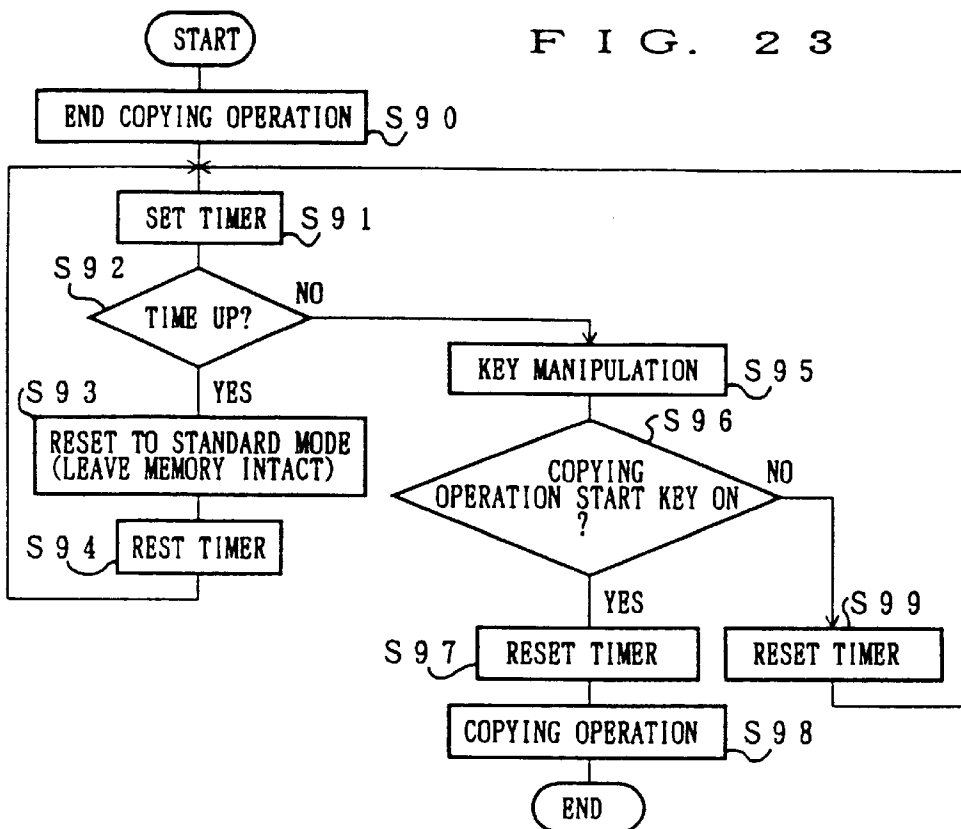 F I G. 2 3
START
END COPYING OPERATION
S 9 0
SET TIMER
S 9 1
S 9 2
TIME UP?
NO
YES
S 9 3
RESET TO STANDARD MODE
(LEAVE MEMORY INTACT)
S 9 4
REST TIMER
KEY MANIPULATION
S 9 5
S 9 6
COPYING
OPERATION START KEY ON
?
NO
YES
S 9 7
RESET TIMER
S 9 9
RESET TIMER
COPYING OPERATION
S 9 8
END